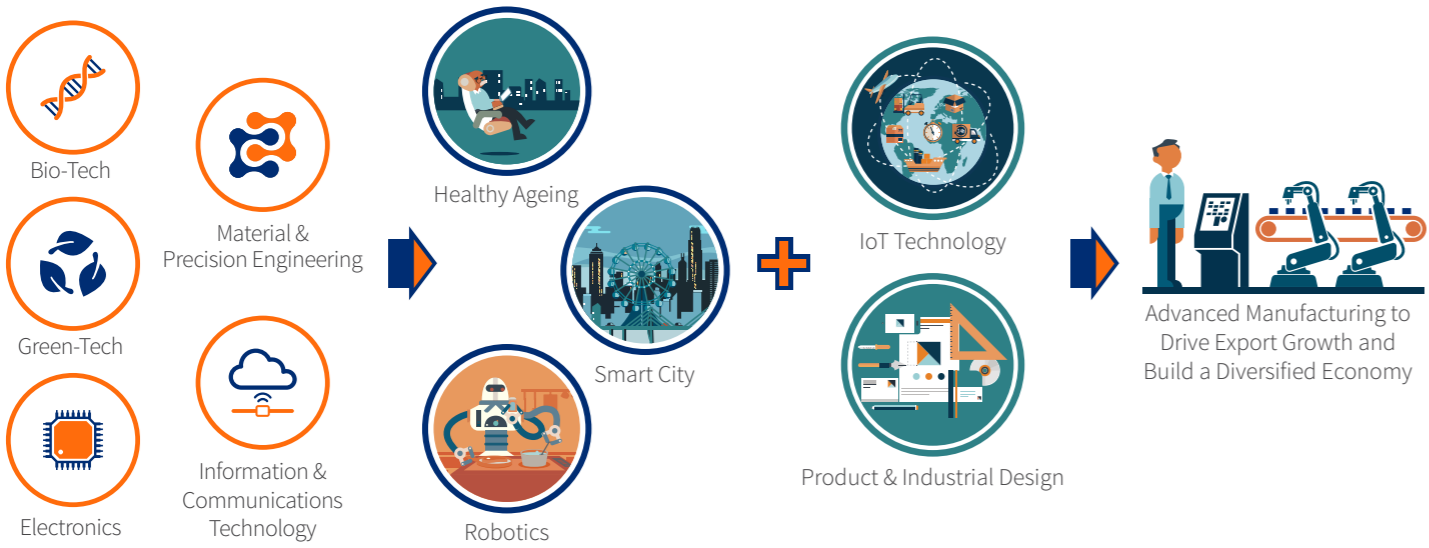 Bio-Tech
Green-Tech
Electronics
Material &
Precision Engineering
Information &
Communications
Technology
Healthy Ageing
Smart City
Robotics
IoT Technology
Product & Industrial Design
Advanced Manufacturing to
Drive Export Growth and
Build a Diversified Economy